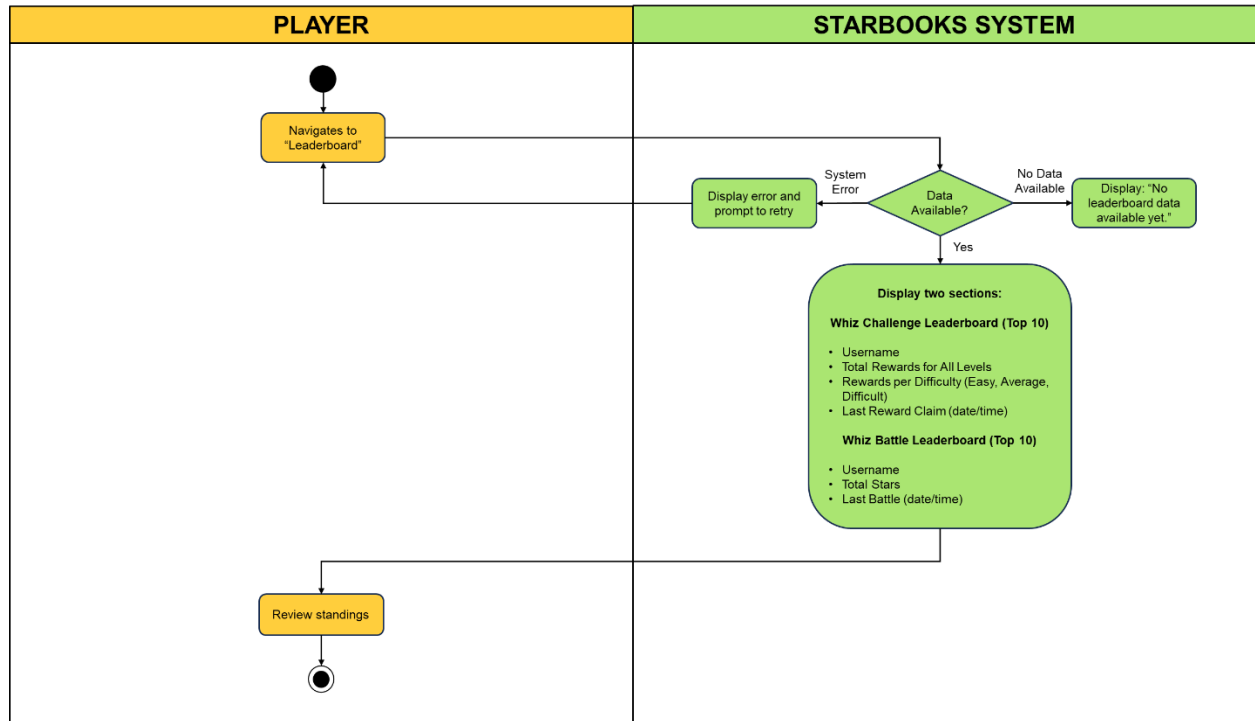 PLAYER
STARBOOKS SYSTEM
Navigates to
“Leaderboard”
Display error and
prompt to retry
System
Error
Data
Available?
No Data
Available
Display: “No
leaderboard data
available yet.”
Yes
Display two sections:
Whiz Challenge Leaderboard (Top 10)
• Username
• Total Rewards for All Levels
• Rewards per Difficulty (Easy, Average,
Difficult)
• Last Reward Claim (date/time)
Whiz Battle Leaderboard (Top 10)
• Username
• Total Stars
• Last Battle (date/time)
Review standings